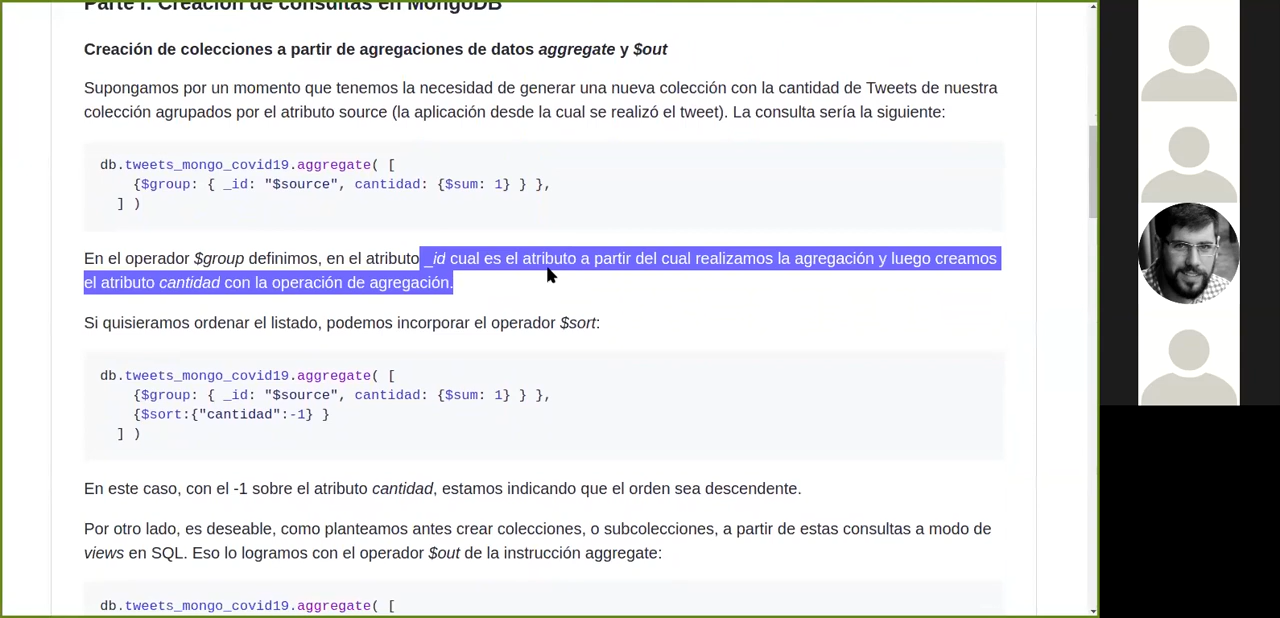 Parte I: Creación de consultas en MongoDB
Creación de colecciones a partir de agregaciones de datos aggregate y $out
Supongamos por un momento que tenemos la necesidad de generar una nueva colección con la cantidad de Tweets de nuestra
colección agrupados por el atributo source (la aplicación desde la cual se realizó el tweet). La consulta sería la siguiente:
db.tweets_mongo_covid19.aggregate( [
{$group: { _id: "$source", cantidad: {$sum: 1} } },
] )
En el operador $group definimos, en el atributo _id cual es el atributo a partir del cual realizamos la agregación y luego creamos
el atributo cantidad con la operación de agregación.
Si quisieramos ordenar el listado, podemos incorporar el operador $sort:
db.tweets_mongo_covid19.aggregate( [
{$group: { _id: "$source", cantidad: {$sum: 1} } },
{$sort:{"cantidad":-1} }
] )
En este caso, con el -1 sobre el atributo cantidad, estamos indicando que el orden sea descendente.
Por otro lado, es deseable, como planteamos antes crear colecciones, o subcolecciones, a partir de estas consultas a modo de
views en SQL. Eso lo logramos con el operador $out de la instrucción aggregate:
db.tweets_mongo_covid19.aggregate( [